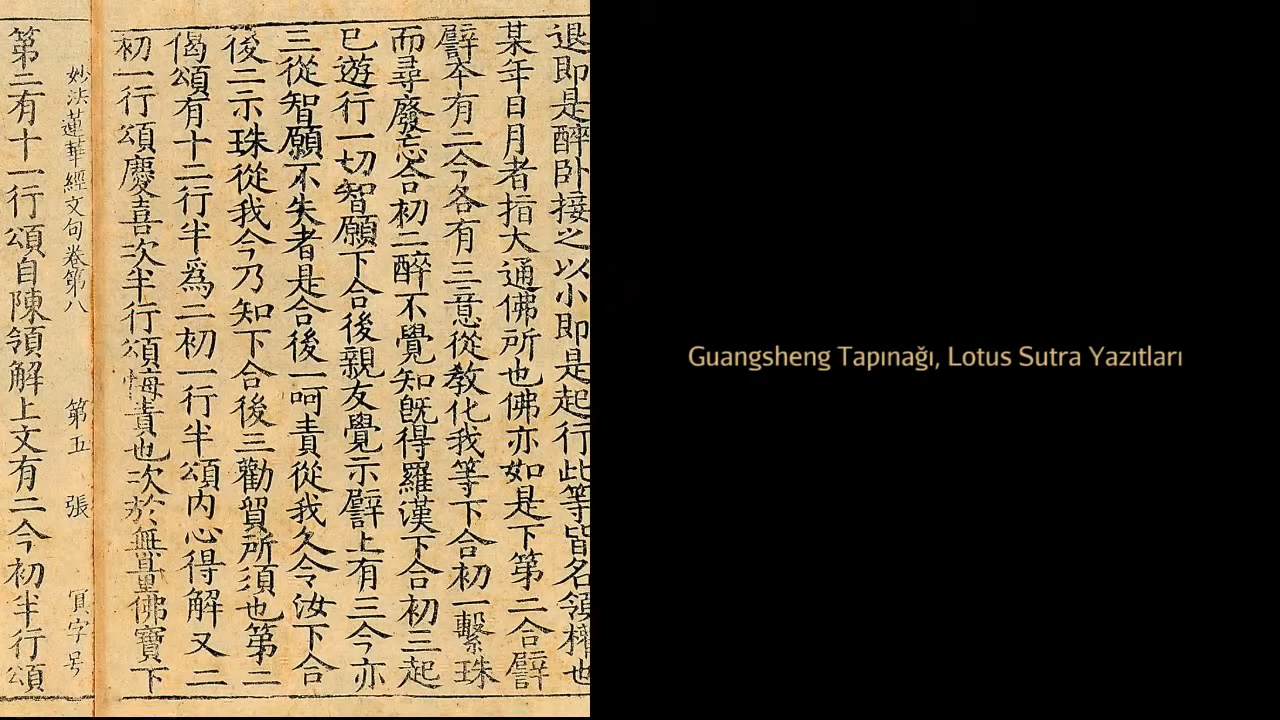 退即是醉卧接之以小即是起行此等皆名領權也
某年日月者指大通佛所也佛亦如是下第二合譬
譬本有二今各有三意從教化我等下合初一繫珠
而尋廢忘合初二醉不覺知既得羅漢下合初三起
已遊行一切智願下合後親友覺示譬上有三今亦
三從智願不失者是合後一呵責從我久令汝下合
後二示珠從我今乃知下合後三勸貿所須也第二
偈頌有十二行半爲二初一行半頌内心得解又二
初一行頌慶喜次半行頌悔責也次於無量佛寶下
妙法蓮華經文句卷第八 第五 張 字号
第二有十一行頌自陳領解上文有二今初半行頌
Guangsheng Tapınağı, Lotus Sutra Yazıtları